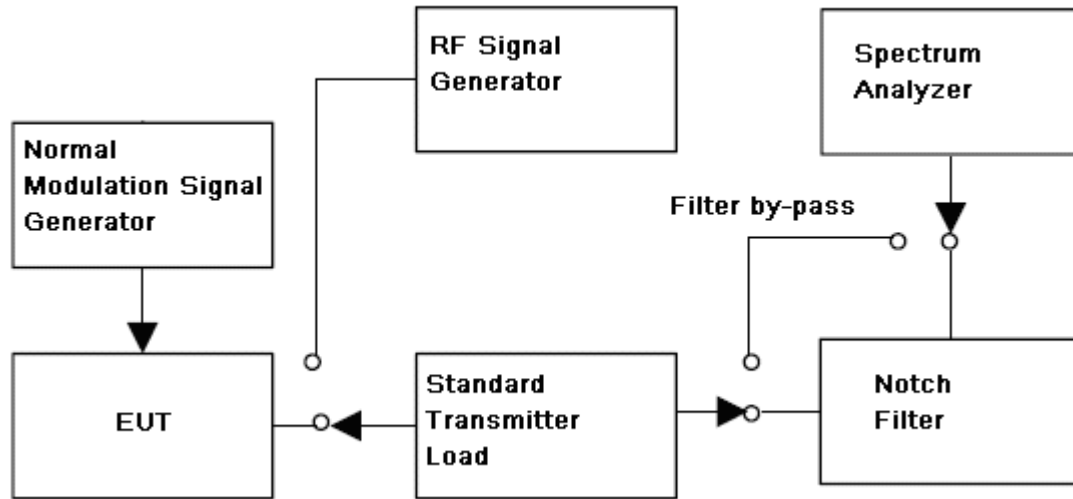 RF Signal
Generator
Spectrum
Analyzer
Normal
Modulation Signal
Generator
Filter by-pass
EUT
Standard
Transmitter
Load
Notch
Filter